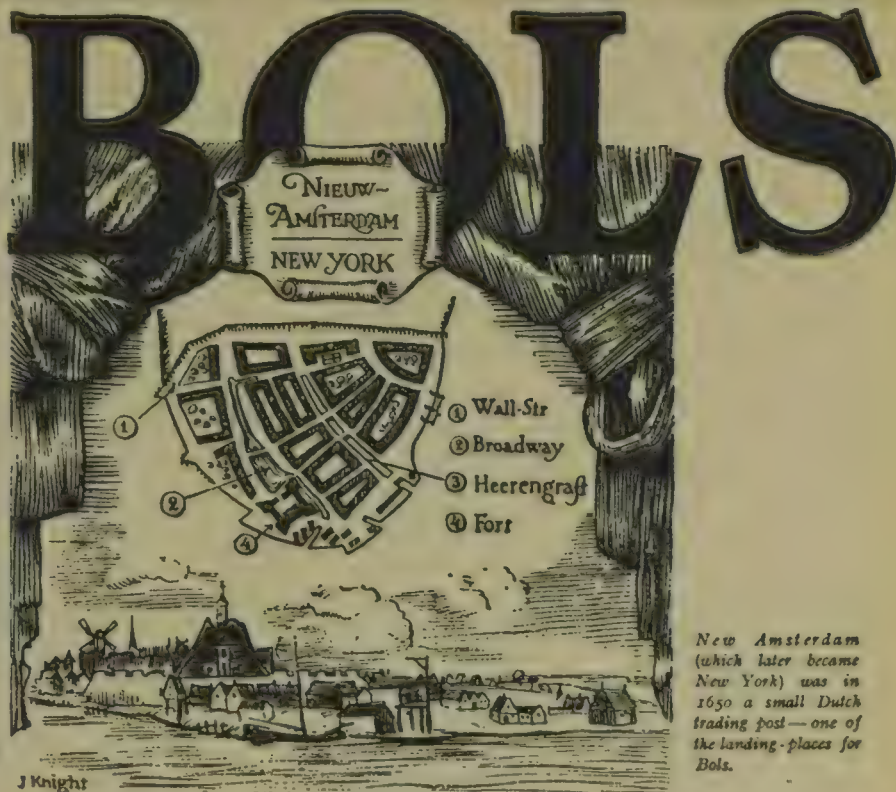 BOLS
NIEUW-
AMSTERDAM
NEW YORK
① Wall-Str
② Broadway
③ Heerengraft
④ Fort
①
②
④
New Amsterdam
(which later became
New York) was in
1650 a small Dutch
trading post — one of
the landing-places for
Bols.
J Knight